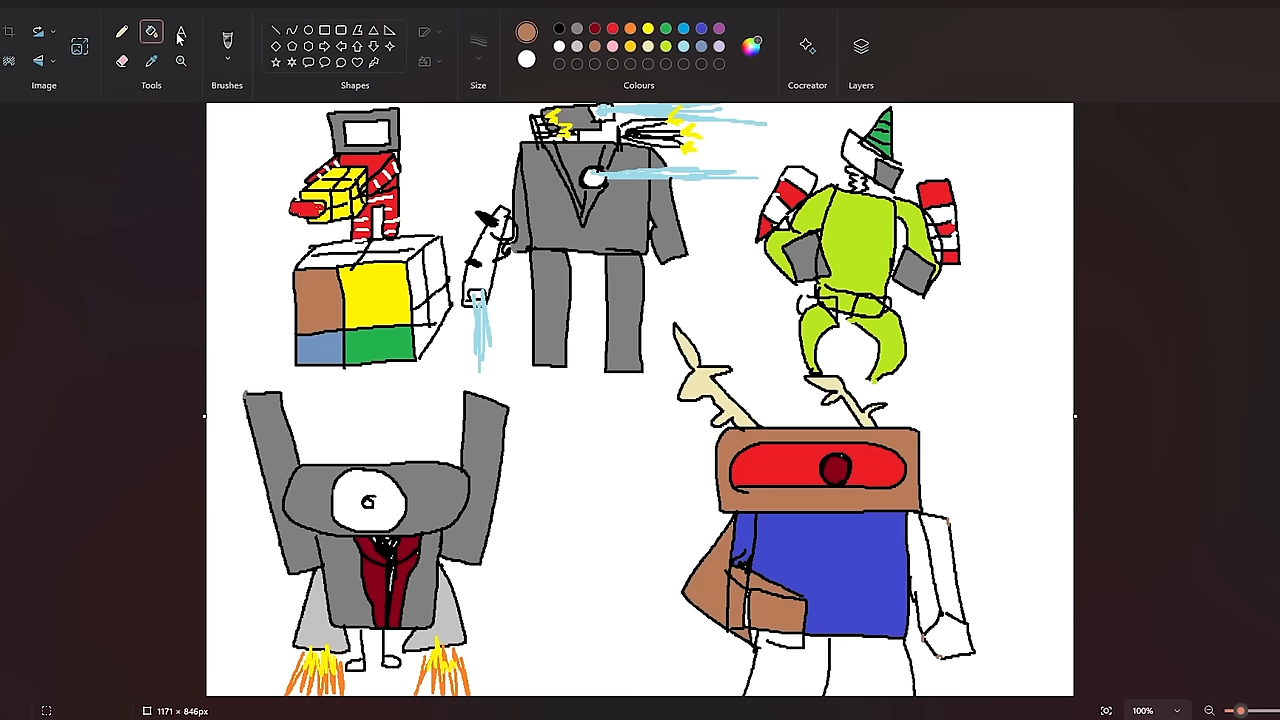 Image
Tools
Brushes
Shapes
Size
Colours
Cocreator
Layers
1171 × 846px
100%